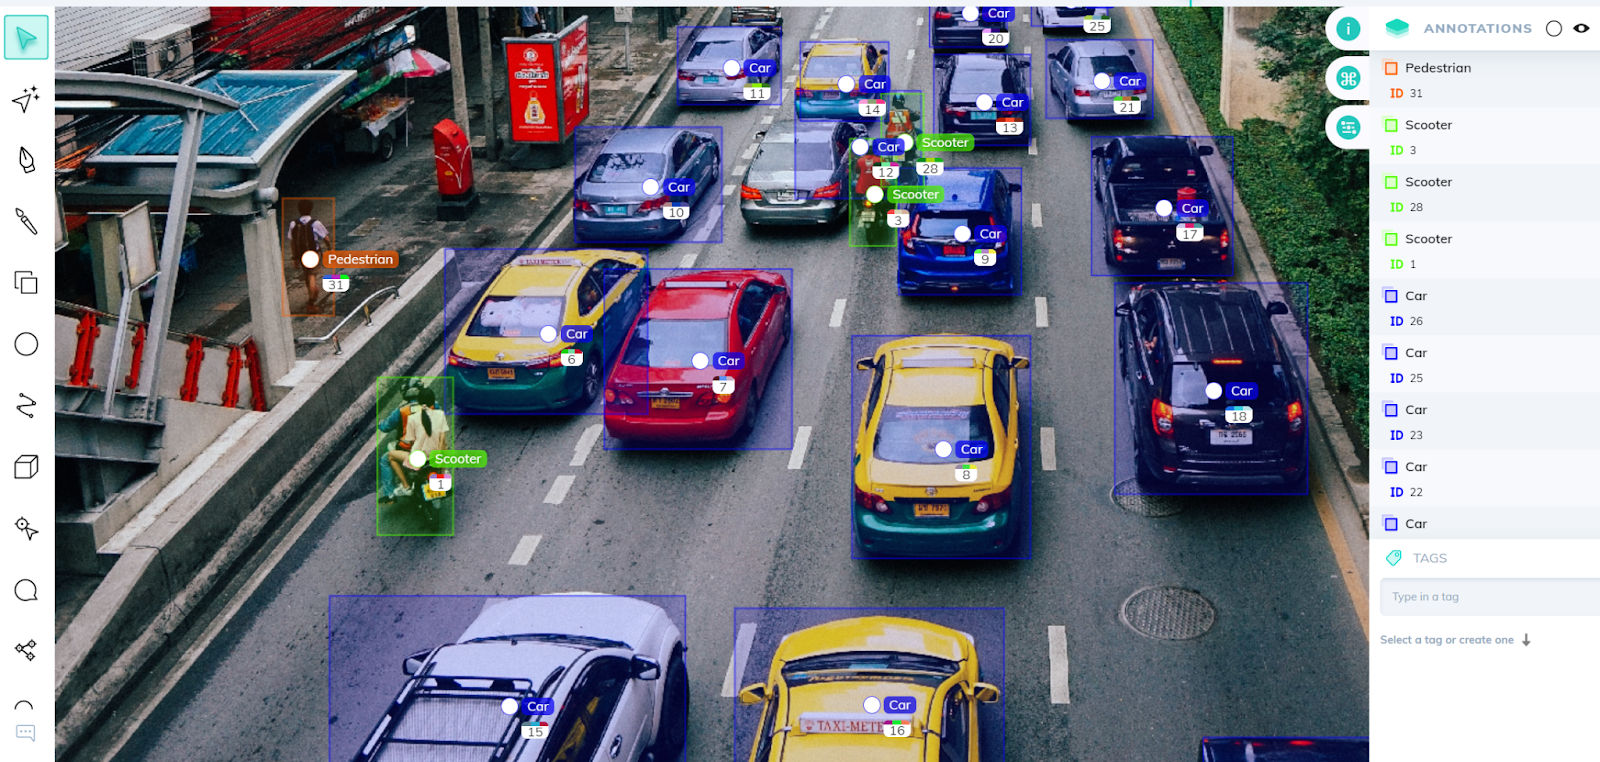 ANNOTATIONS
Pedestrian
ID 31
Scooter
ID 3
Scooter
ID 28
Scooter
ID 1
Car
ID 26
Car
ID 25
Car
ID 23
Car
ID 22
Car
TAGS
Type in a tag
Select a tag or create one
i
Car
20
25
Car
11
Car
14
Car
13
Car
21
Car
12
Scooter
28
Car
10
Scooter
3
Car
17
Car
9
Pedestrian
31
Car
6
Car
7
Car
18
Car
8
Scooter
1
Car
15
Car
16
TAXI-METE